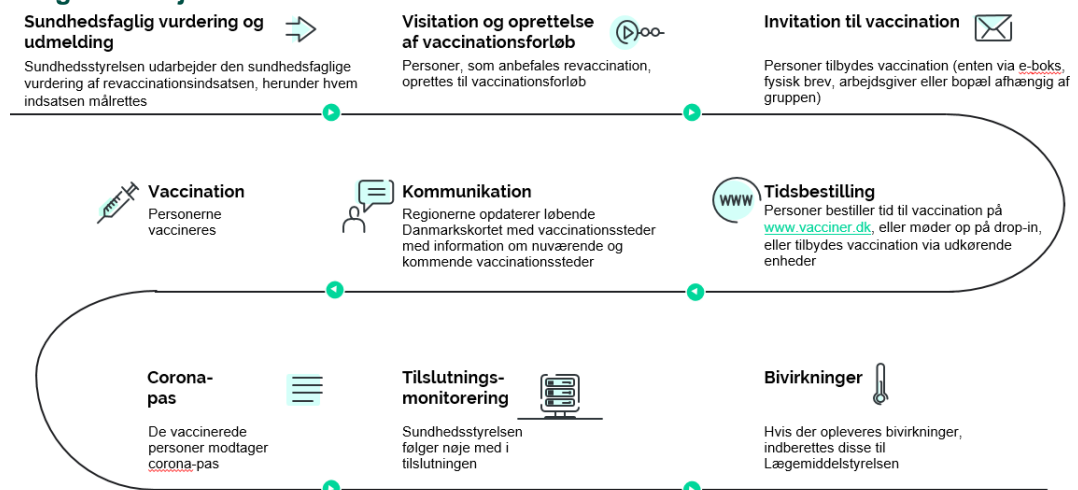 Sundhedsfaglig vurdering og
udmelding
Sundhedsstyrelsen udarbejder den sundhedsfaglige
vurdering af revaccinationsindsatsen, herunder hvem
indsatsen målrettes
Visitation og oprettelse
af vaccinationsforløb
Personer, som anbefales revaccination,
oprettes til vaccinationsforløb
Invitation til vaccination
Personer tilbydes vaccination (enten via e-boks,
fysisk brev, arbejdsgiver eller bopæl afhængig af
gruppen)
Vaccination
Personerne
vaccineres
Kommunikation
Regionerne opdaterer løbende
Danmarkskortet med vaccinationssteder
med information om nuværende og
kommende vaccinationssteder
WWW
Tidsbestilling
Personer bestiller tid til vaccination på
www.vacciner.dk, eller møder op på drop-in,
eller tilbydes vaccination via udkørende
enheder
Corona-
pas
De vaccinerede
personer modtager
corona-pas
Tilslutnings-
monitorering
Sundhedsstyrelsen
følger nøje med i
tilslutningen
Bivirkninger
Hvis der opleveres bivirkninger,
indberettes disse til
Lægemiddelstyrelsen